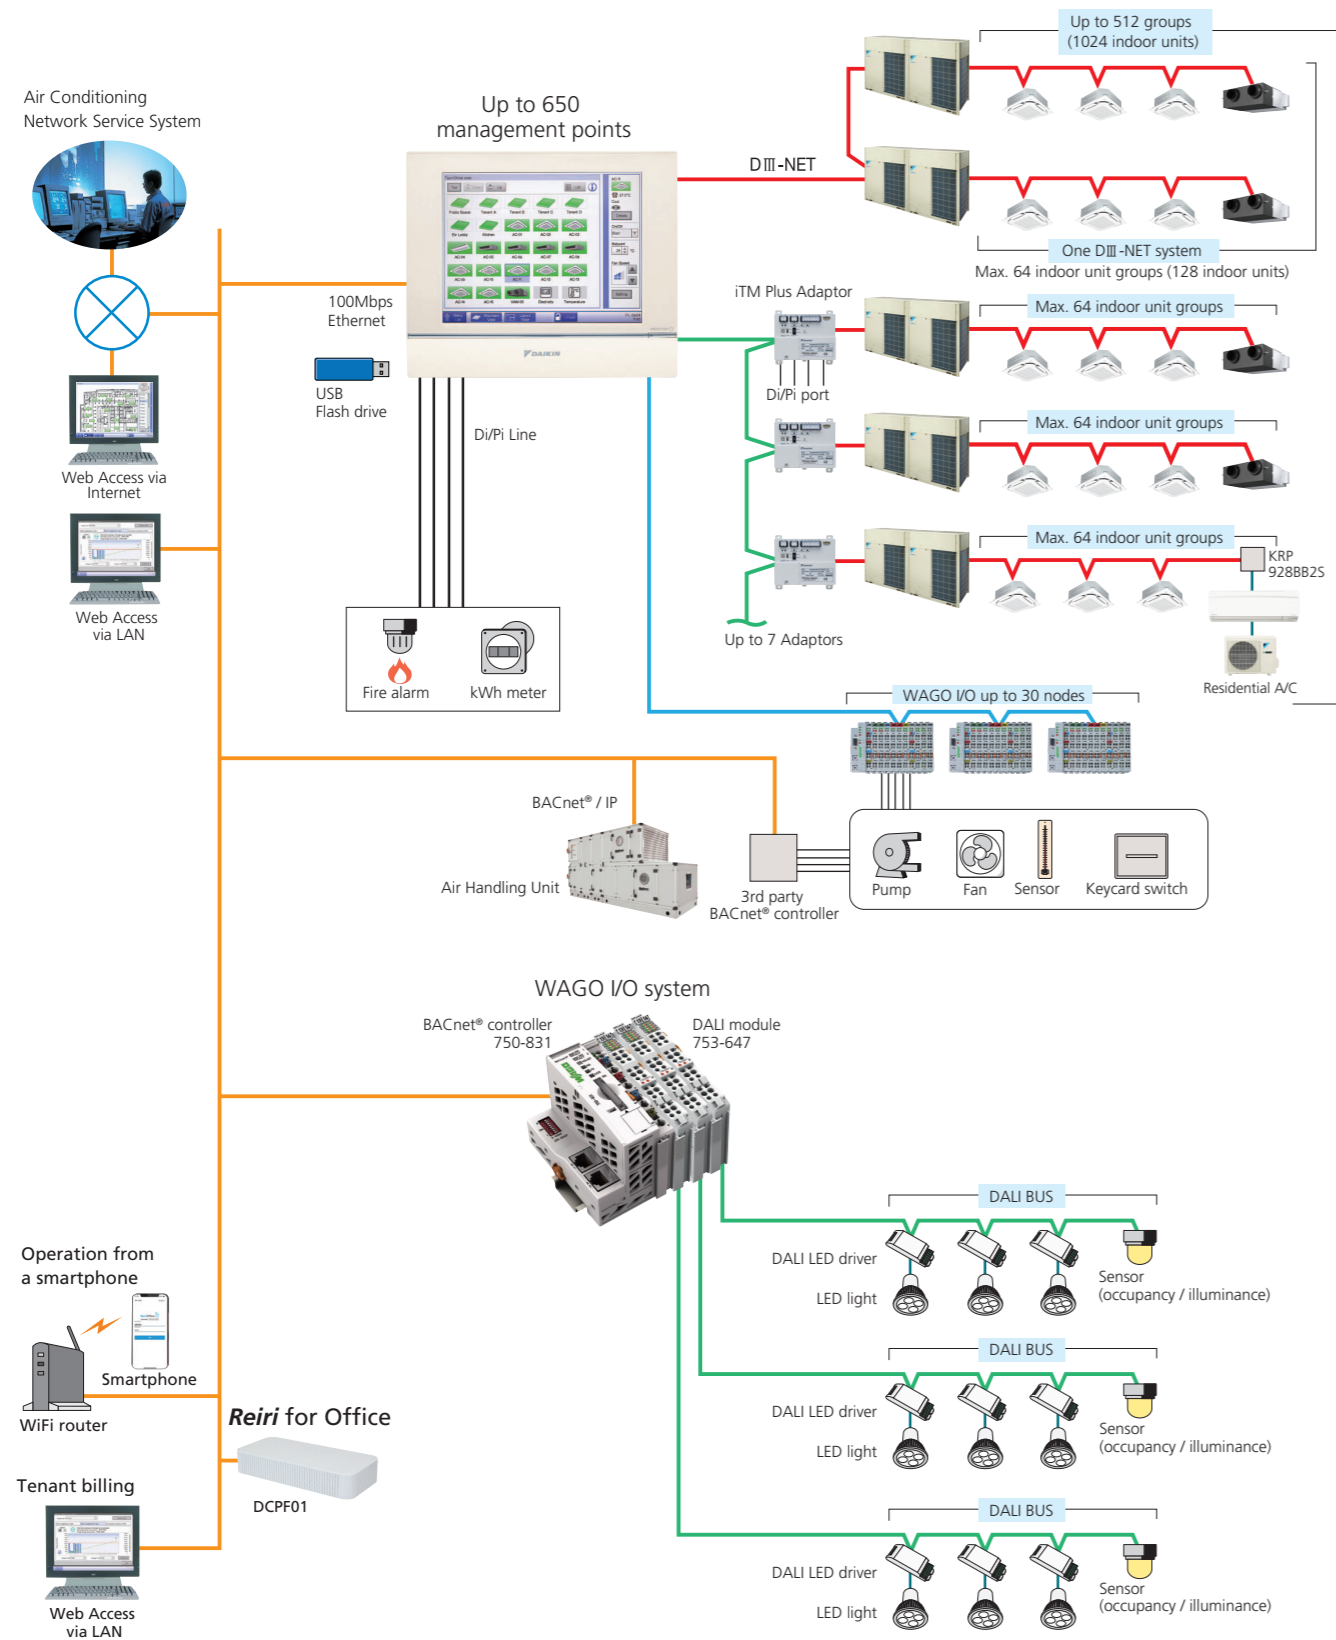 Up to 512 groups
(1024 indoor units)
Air Conditioning
Network Service System
Up to 650
management points
DⅢ-NET
One DⅢ-NET system
Max. 64 indoor unit groups (128 indoor units)
100Mbps
Ethernet
USB
Flash drive
DAIKIN
Di/Pi Line
iTM Plus Adaptor
Di/Pi port
Max. 64 indoor unit groups
Max. 64 indoor unit groups
Max. 64 indoor unit groups
KRP
928BB2S
Up to 7 Adaptors
Residential A/C
Web Access via
Internet
Web Access
via LAN
Fire alarm
kWh meter
WAGO I/O up to 30 nodes
BACnet® / IP
Air Handling Unit
3rd party
BACnet® controller
Pump
Fan
Sensor
Keycard switch
WAGO I/O system
BACnet® controller
750-831
DALI module
753-647
DALI BUS
DALI LED driver
LED light
Sensor
(occupancy / illuminance)
DALI BUS
DALI LED driver
LED light
Sensor
(occupancy / illuminance)
DALI BUS
DALI LED driver
LED light
Sensor
(occupancy / illuminance)
Operation from
a smartphone
Smartphone
WiFi router
Reiri for Office
DCPF01
Tenant billing
Web Access
via LAN